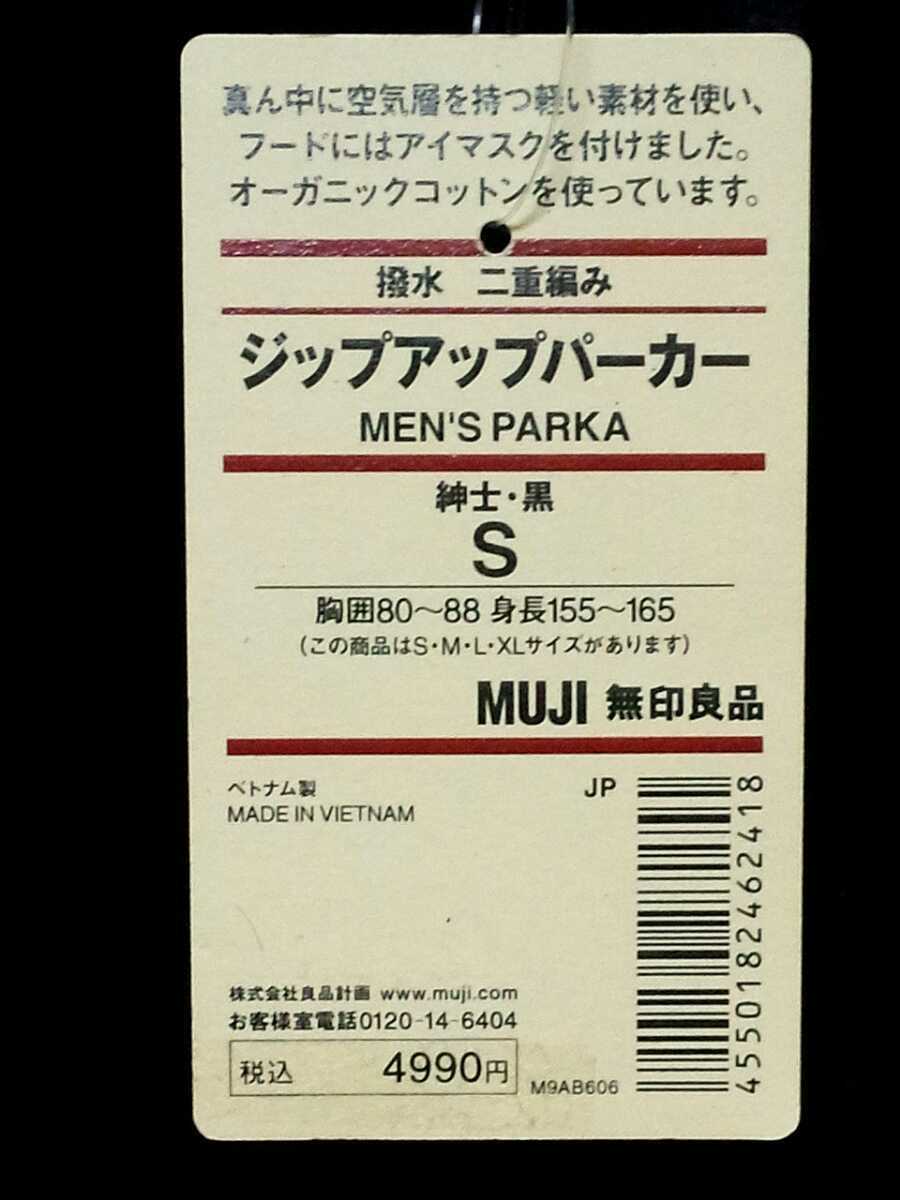 真ん中に空気層を持つ軽い素材を使い、
フードにはアイマスクを付けました。
オーガニックコットンを使っています。
撥水 二重編み
ジップアップパーカー
MEN'S PARKA
紳士・黒
S
胸囲80～88 身長155～165
(この商品はS・M・L・XLサイズがあります)
MUJI 無印良品
ベトナム製
MADE IN VIETNAM
JP
4550182462418
株式会社良品計画 www.muji.com
お客様室電話0120-14-6404
税込 4990円
M9AB606